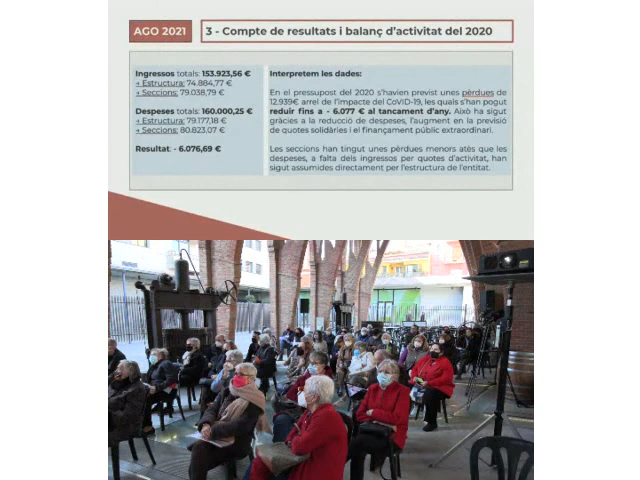 AGO 2021
3 - Compte de resultats i balanç d'activitat del 2020
Ingressos totals: 153.923,56 €
→ Estructura: 74.884,77 €
→ Seccions: 79.038,79 €
Despeses totals: 160.000,25 €
→ Estructura: 79.177,18 €
→ Seccions: 80.823,07 €
Resultat: - 6.076,69 €
Interpretem les dades:
En el pressupost del 2020 s'havien previst unes pèrdues de
12.939€ arrel de l'impacte del CoVID-19, les quals s'han pogut
reduir fins a - 6.077 € al tancament d'any. Això ha sigut
gràcies a la reducció de despeses, l'augment en la previsió
de quotes solidàries i el finançament públic extraordinari.
Les seccions han tingut unes pèrdues menors atès que les
despeses, a falta dels ingressos per quotes d'activitat, han
sigut assumides directament per l'estructura de l'entitat.